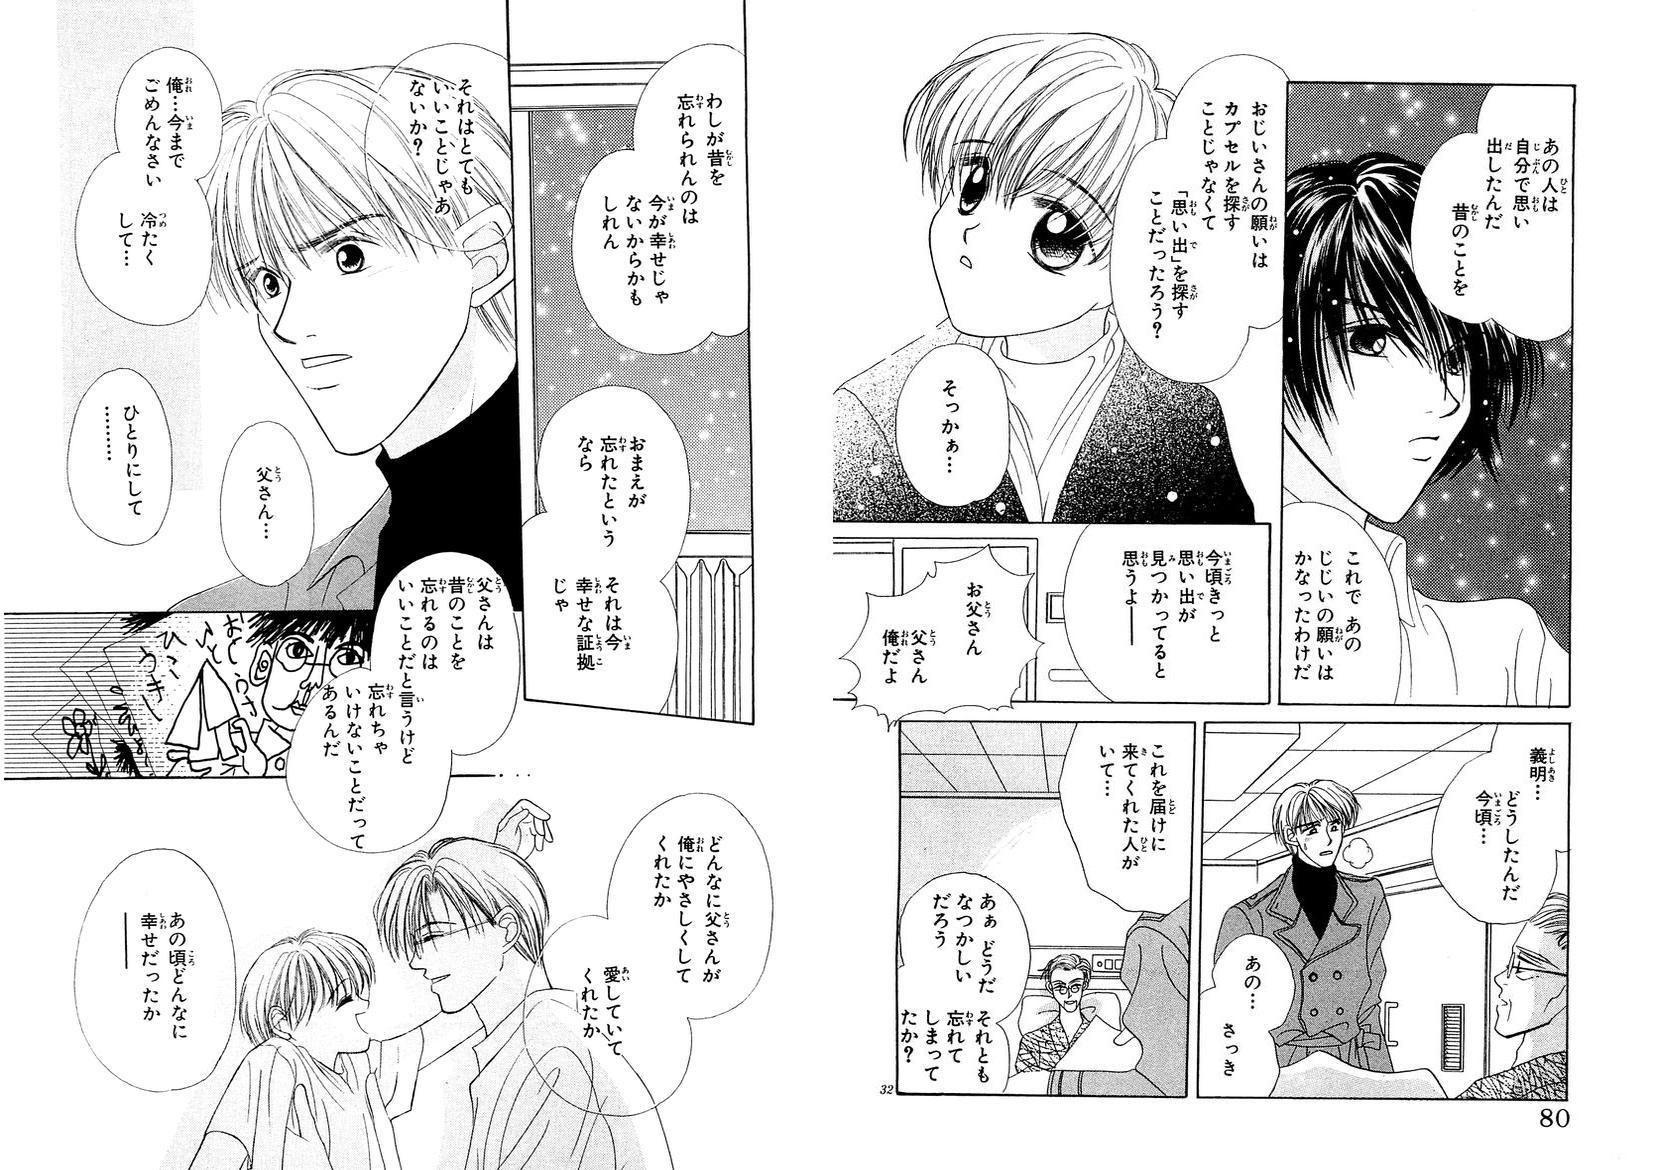 あの人は
自分で思い
出したんだ
昔のことを
おじいさんの願いは
カプセルを探す
ことじゃなくて
「思い出」を探す
ことだったろう?
そっかぁ…
これで あの
じじいの願いは
かなったわけだ
今頃きっと
思い出が
見つかってると
思うよ――
お父さん
父さん
俺だよ
義明…
どうしたんだ
今頃…
あの…
さっき
これを届けに
来てくれた人が
いて…
あぁ どうだ
なつかしい
だろう
それとも
忘れて
しまって
たか?
32
80
わしが昔を
忘れられんのは
今が幸せじゃ
ないからかも
しれん
おまえが
忘れたという
なら
それは今
幸せな証拠
じゃ
それはとても
いいことじゃあ
ないか?
俺…今まで
ごめんなさい
冷たく
して…
父さん…
ひとりにして
…………
父さんは
昔のことを
忘れるのは
いいことだと言うけど
忘れちゃ
いけないことだって
あるんだ
おとうさん
どんなに父さんが
俺にやさしくして
くれたか
愛していて
くれたか
あの頃どんなに
幸せだったか
――